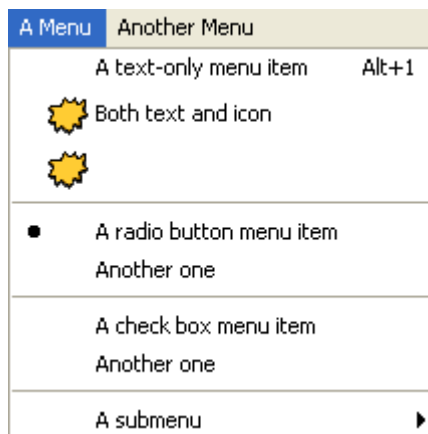 A Menu Another Menu
A text-only menu item Alt+1
Both text and icon
A radio button menu item
Another one
A check box menu item
Another one
A submenu